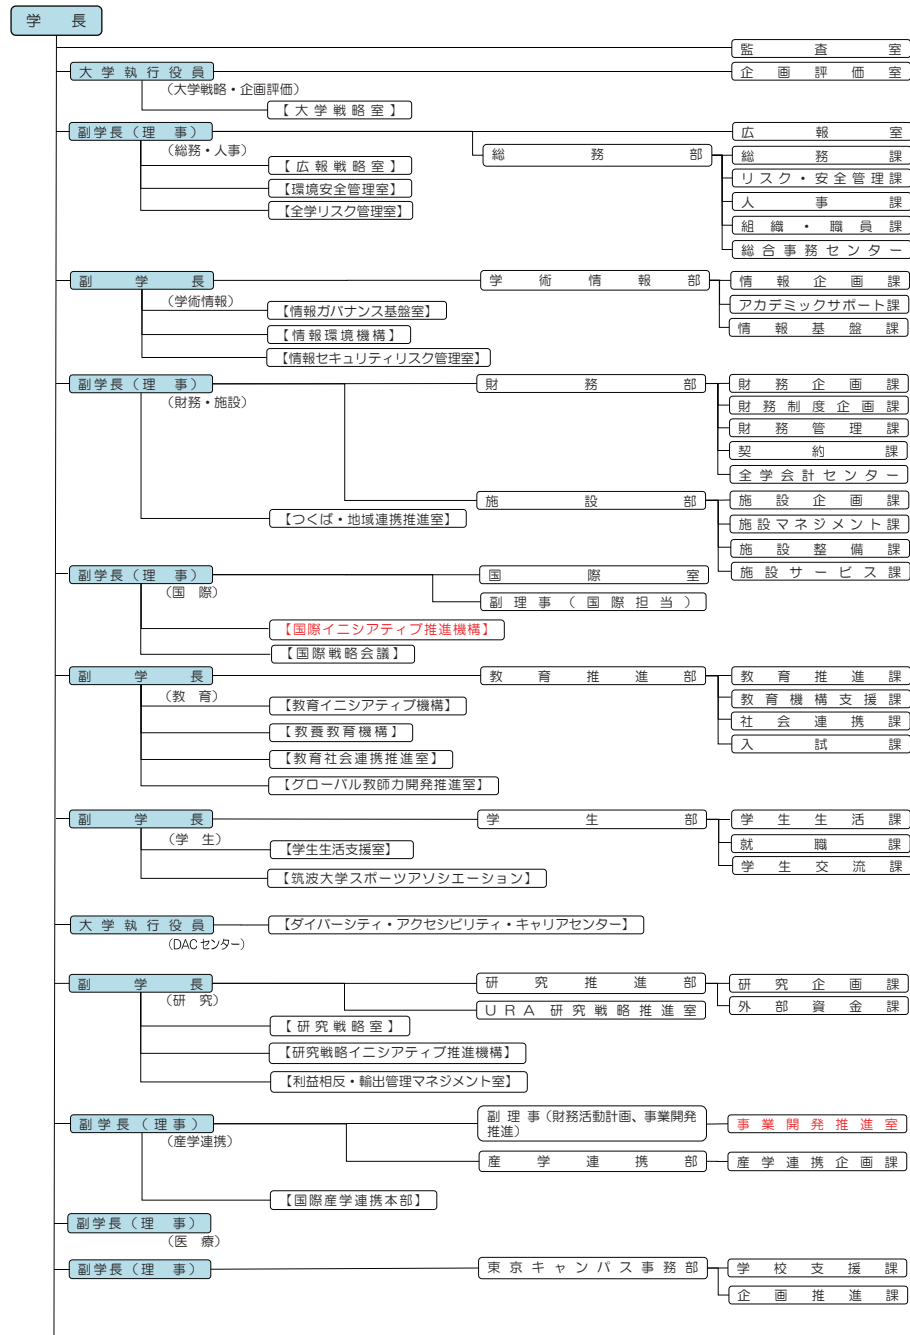 学長
監査室
大学執行役員
企画評価室
（大学戦略・企画評価）
【大学戦略室】
副学長（理事）
広報室
（総務・人事）
総務部
総務課
【広報戦略室】
リスク・安全管理課
【環境安全管理室】
人事課
【全学リスク管理室】
組織・職員課
総合事務センター
副学長
学術情報部
情報企画課
（学術情報）
【情報ガバナンス基盤室】
アカデミックサポート課
【情報環境機構】
情報基盤課
【情報セキュリティリスク管理室】
副学長（理事）
財務部
財務企画課
（財務・施設）
財務制度企画課
財務管理課
契約課
全学会計センター
施設部
施設企画課
【つくば・地域連携推進室】
施設マネジメント課
施設整備課
施設サービス課
副学長（理事）
国際室
（国際）
副理事（国際担当）
【国際イニシアティブ推進機構】
【国際戦略会議】
副学長
教育推進部
教育推進課
（教育）
教育機構支援課
【教育イニシアティブ機構】
社会連携課
【教養教育機構】
入試課
【教育社会連携推進室】
【グローバル教師力開発推進室】
副学長
学生部
学生生活課
（学生）
就職課
【学生生活支援室】
学生交流課
【筑波大学スポーツアソシエーション】
大学執行役員
【ダイバーシティ・アクセシビリティ・キャリアセンター】
（DACセンター）
副学長
研究推進部
研究企画課
（研究）
URA研究戦略推進室
外部資金課
【研究戦略室】
【研究戦略イニシアティブ推進機構】
【利益相反・輸出管理マネジメント室】
副学長（理事）
副理事（財務活動計画、事業開発
推進）
事業開発推進室
（産学連携）
産学連携部
産学連携企画課
【国際産学連携本部】
副学長（理事）
（医療）
副学長（理事）
東京キャンパス事務部
学校支援課
企画推進課